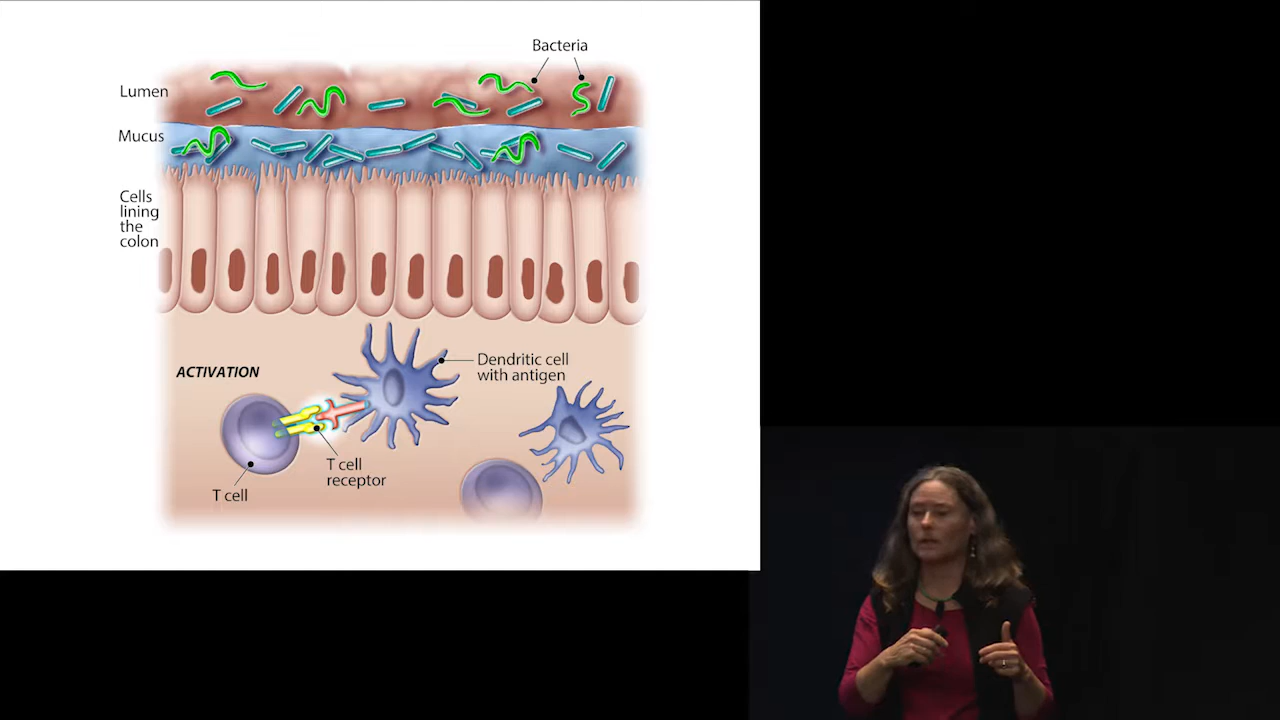 Bacteria
Lumen
Mucus
Cells
lining
the
colon
ACTIVATION
Dendritic cell
with antigen
T cell
receptor
T cell